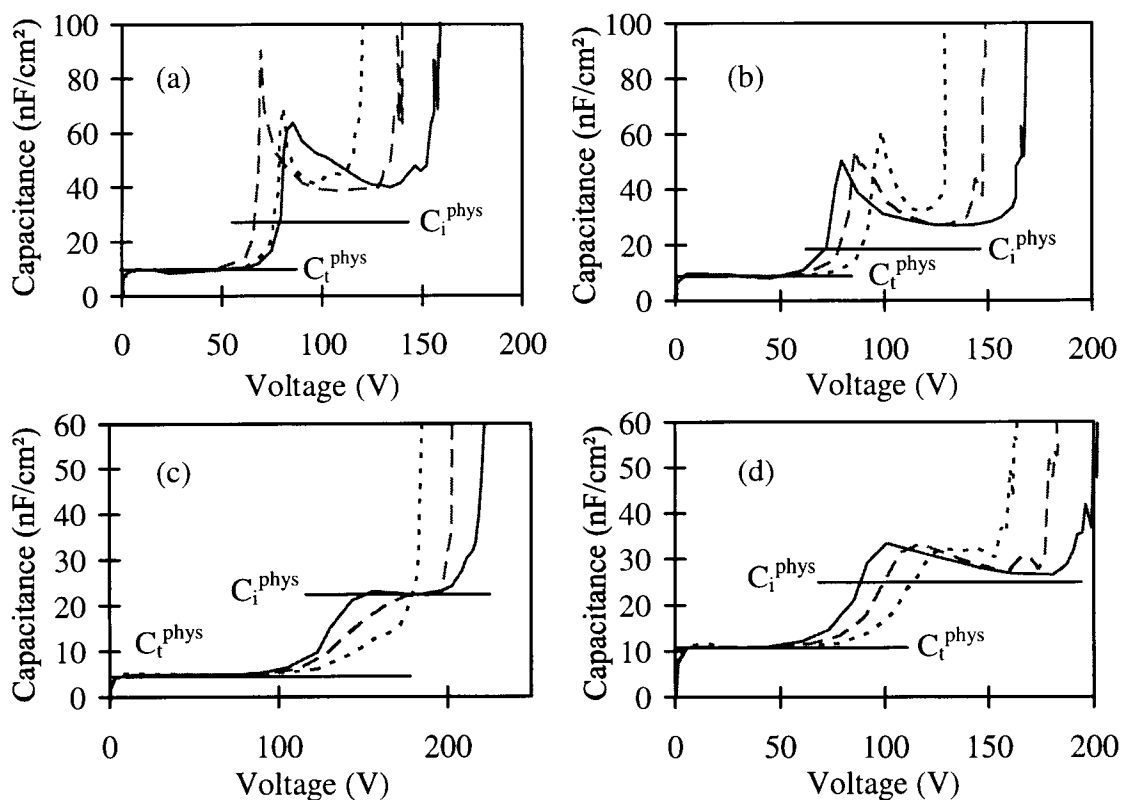 Capacitance (nF/cm²)
100
80
60
40
20
0
(a)
C_i^phys
C_t^phys
0 50 100 150 200
Voltage (V)
Capacitance (nF/cm²)
100
80
60
40
20
0
(b)
C_i^phys
C_t^phys
0 50 100 150 200
Voltage (V)
Capacitance (nF/cm²)
60
50
40
30
20
10
0
(c)
C_i^phys
C_t^phys
0 100 200
Voltage (V)
Capacitance (nF/cm²)
60
50
40
30
20
10
0
(d)
C_i^phys
C_t^phys
0 50 100 150 200
Voltage (V)